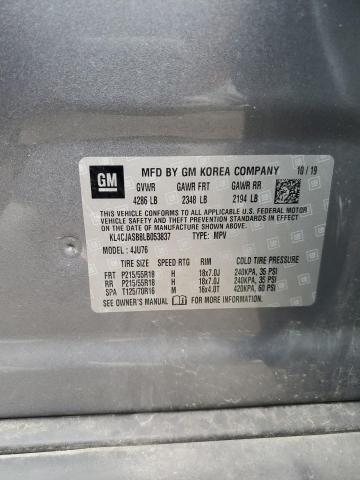 GM
MFD BY GM KOREA COMPANY 10/19
GVWR GAWR FRT GAWR RR
4286 LB 2348 LB 2194 LB
THIS VEHICLE CONFORMS TO ALL APPLICABLE U.S. FEDERAL MOTOR
VEHICLE SAFETY, BUMPER, AND THEFT PREVENTION STANDARDS
IN EFFECT ON THE DATE OF MANUFACTURE SHOWN ABOVE.
KL4CJASB8LB053837 TYPE: MPV
MODEL: 4JU76
TIRE SIZE SPEED RTG RIM COLD TIRE PRESSURE
FRT P215/55R18 H 18x7.0J 240KPA, 35 PSI
RR P215/55R18 H 18x7.0J 240KPA, 35 PSI
SPA T125/70R16 M 16x4.0T 420KPA, 60 PSI
SEE OWNER'S MANUAL FOR MORE INFORMATION